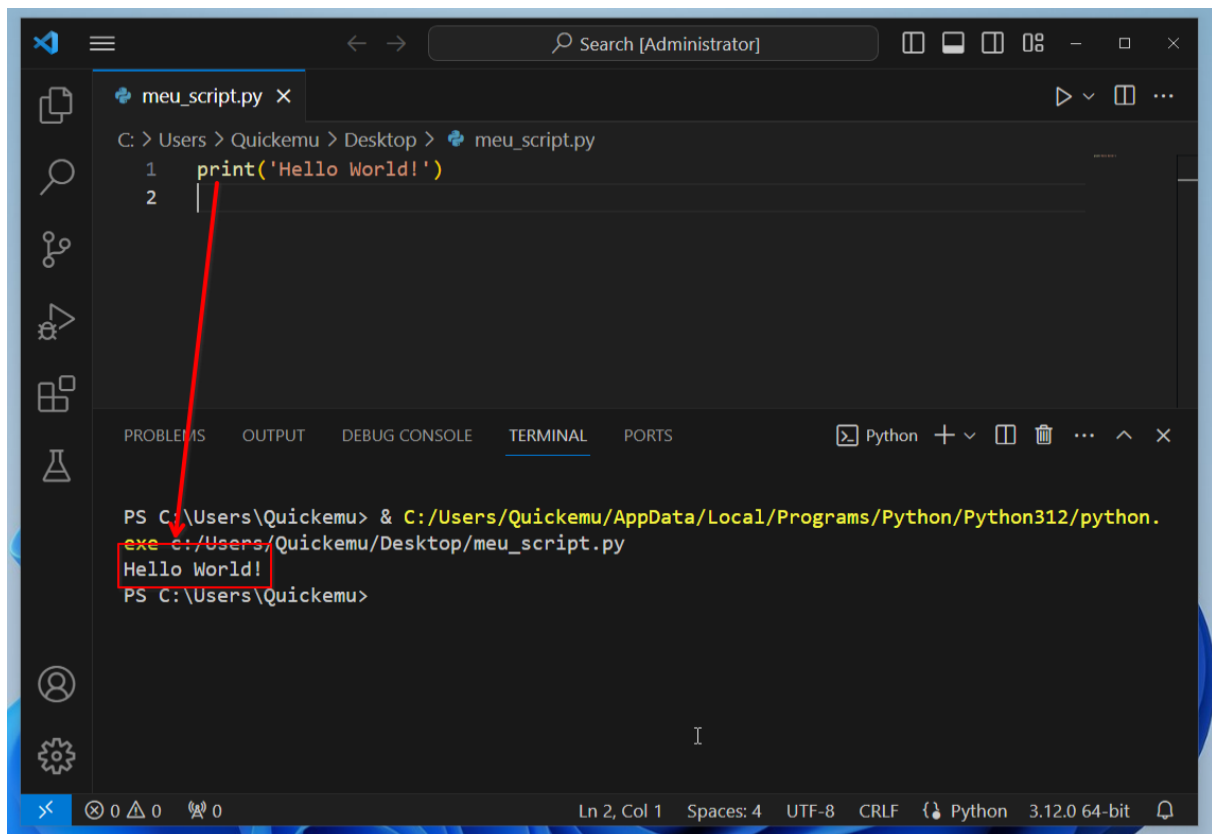 Search [Administrator]
meu_script.py
C: > Users > Quickemu > Desktop > meu_script.py
1 print('Hello World!')
2
PROBLEMS OUTPUT DEBUG CONSOLE TERMINAL PORTS Python
PS C:\Users\Quickemu> & C:/Users/Quickemu/AppData/Local/Programs/Python/Python312/python.
exe c:/Users/Quickemu/Desktop/meu_script.py
Hello World!
PS C:\Users\Quickemu>
0 0 0 Ln 2, Col 1 Spaces: 4 UTF-8 CRLF Python 3.12.0 64-bit